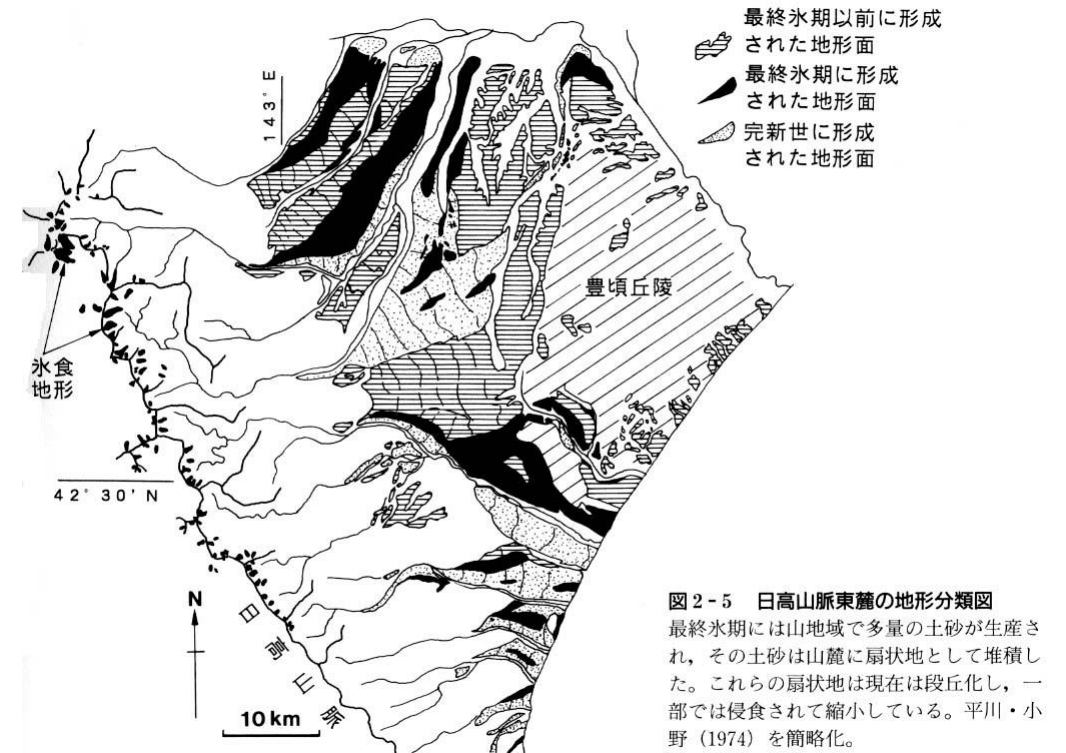 最終氷期以前に形成
された地形面
最終氷期に形成
された地形面
完新世に形成
された地形面
143°E
豊頃丘陵
氷食
地形
42°30'N
N
日高山脈
10km
図2-5 日高山脈東麓の地形分類図
最終氷期には山地域で多量の土砂が生産さ
れ，その土砂は山麓に扇状地として堆積し
た。これらの扇状地は現在は段丘化し，一
部では侵食されて縮小している。平川・小
野（1974）を簡略化。